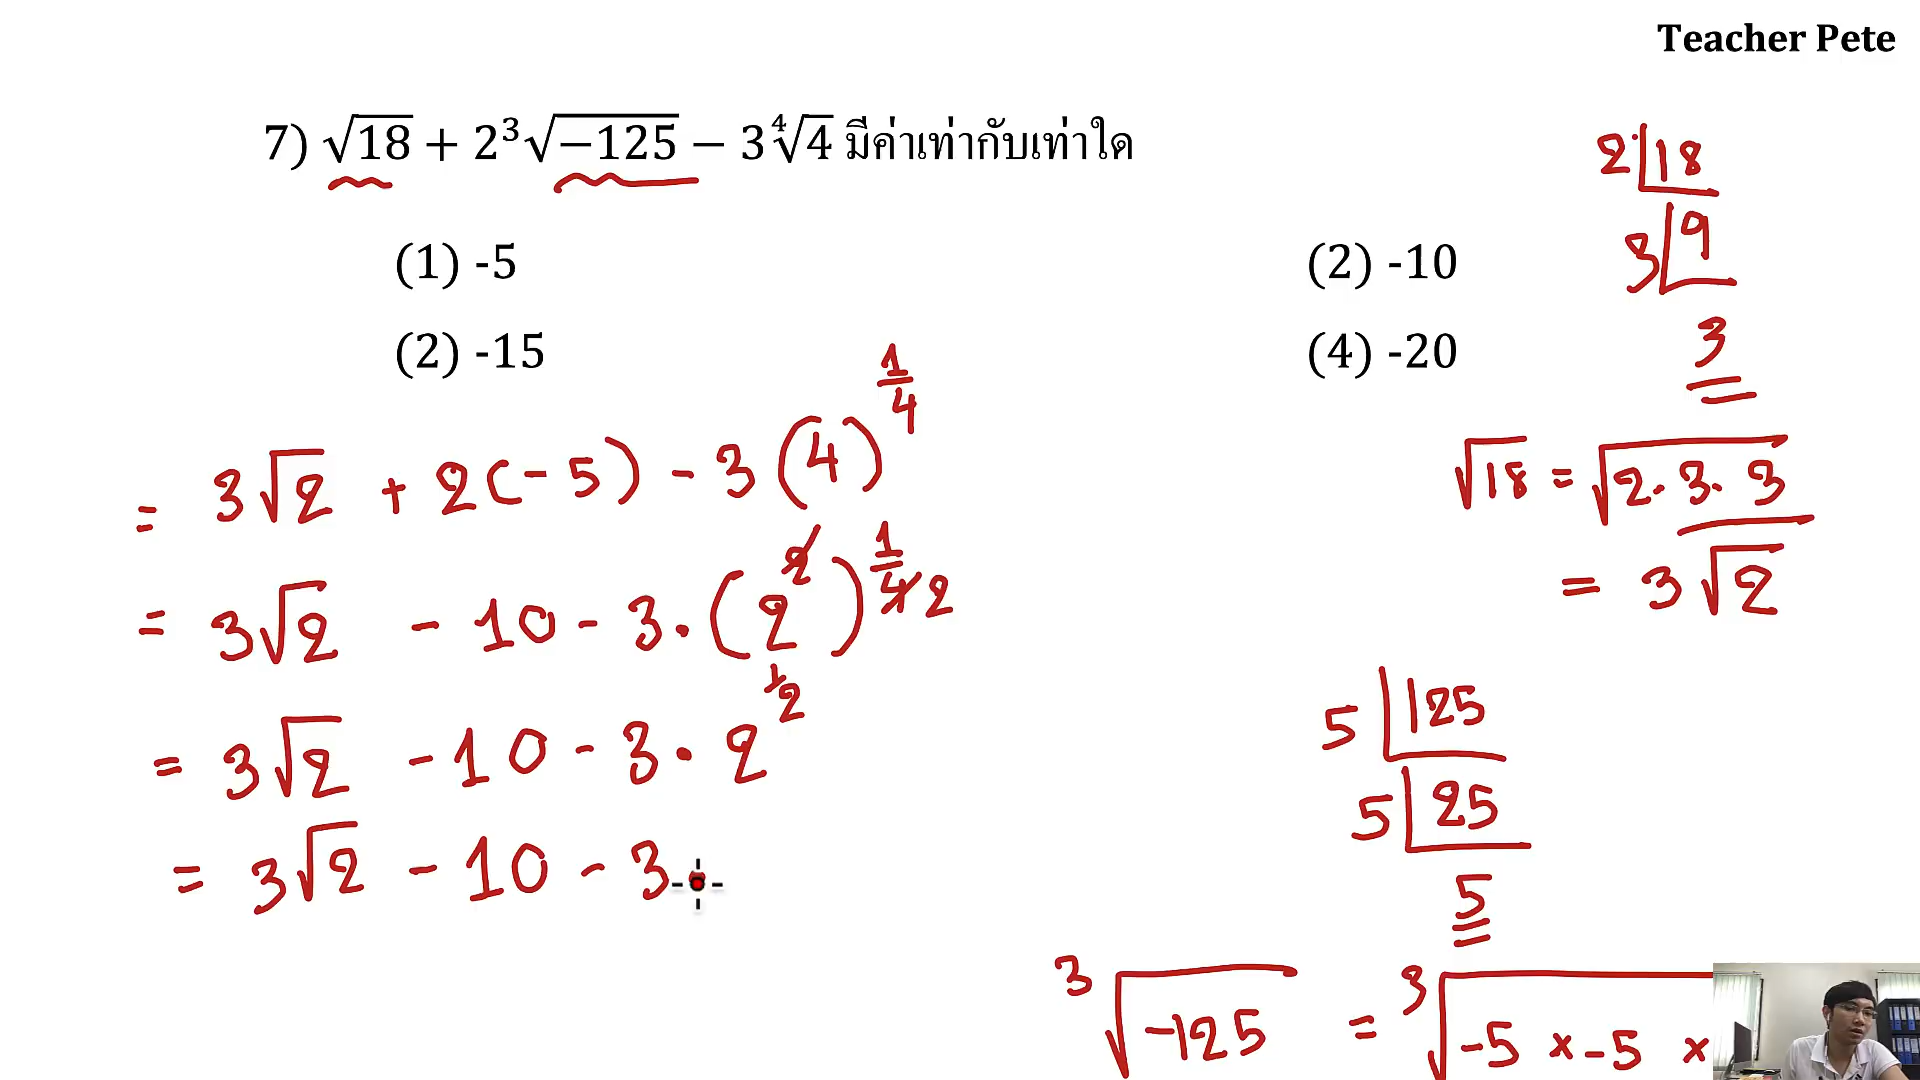 Teacher Pete
7) √18 + 2³√−125 − 3⁴√4 มีค่าเท่ากับเท่าใด
(1) -5
(2) -10
(2) -15
(4) -20
= 3√2 + 2(-5) - 3(4)^1/4
= 3√2 - 10 - 3·(2^2)^1/4 2
= 3√2 - 10 - 3·2^1/2
= 3√2 - 10 - 3·
2 | 18
3 | 9
3
√18 = √2·3·3
= 3√2
5 | 125
5 | 25
5
³√-125 = ³√-5 × -5 ×